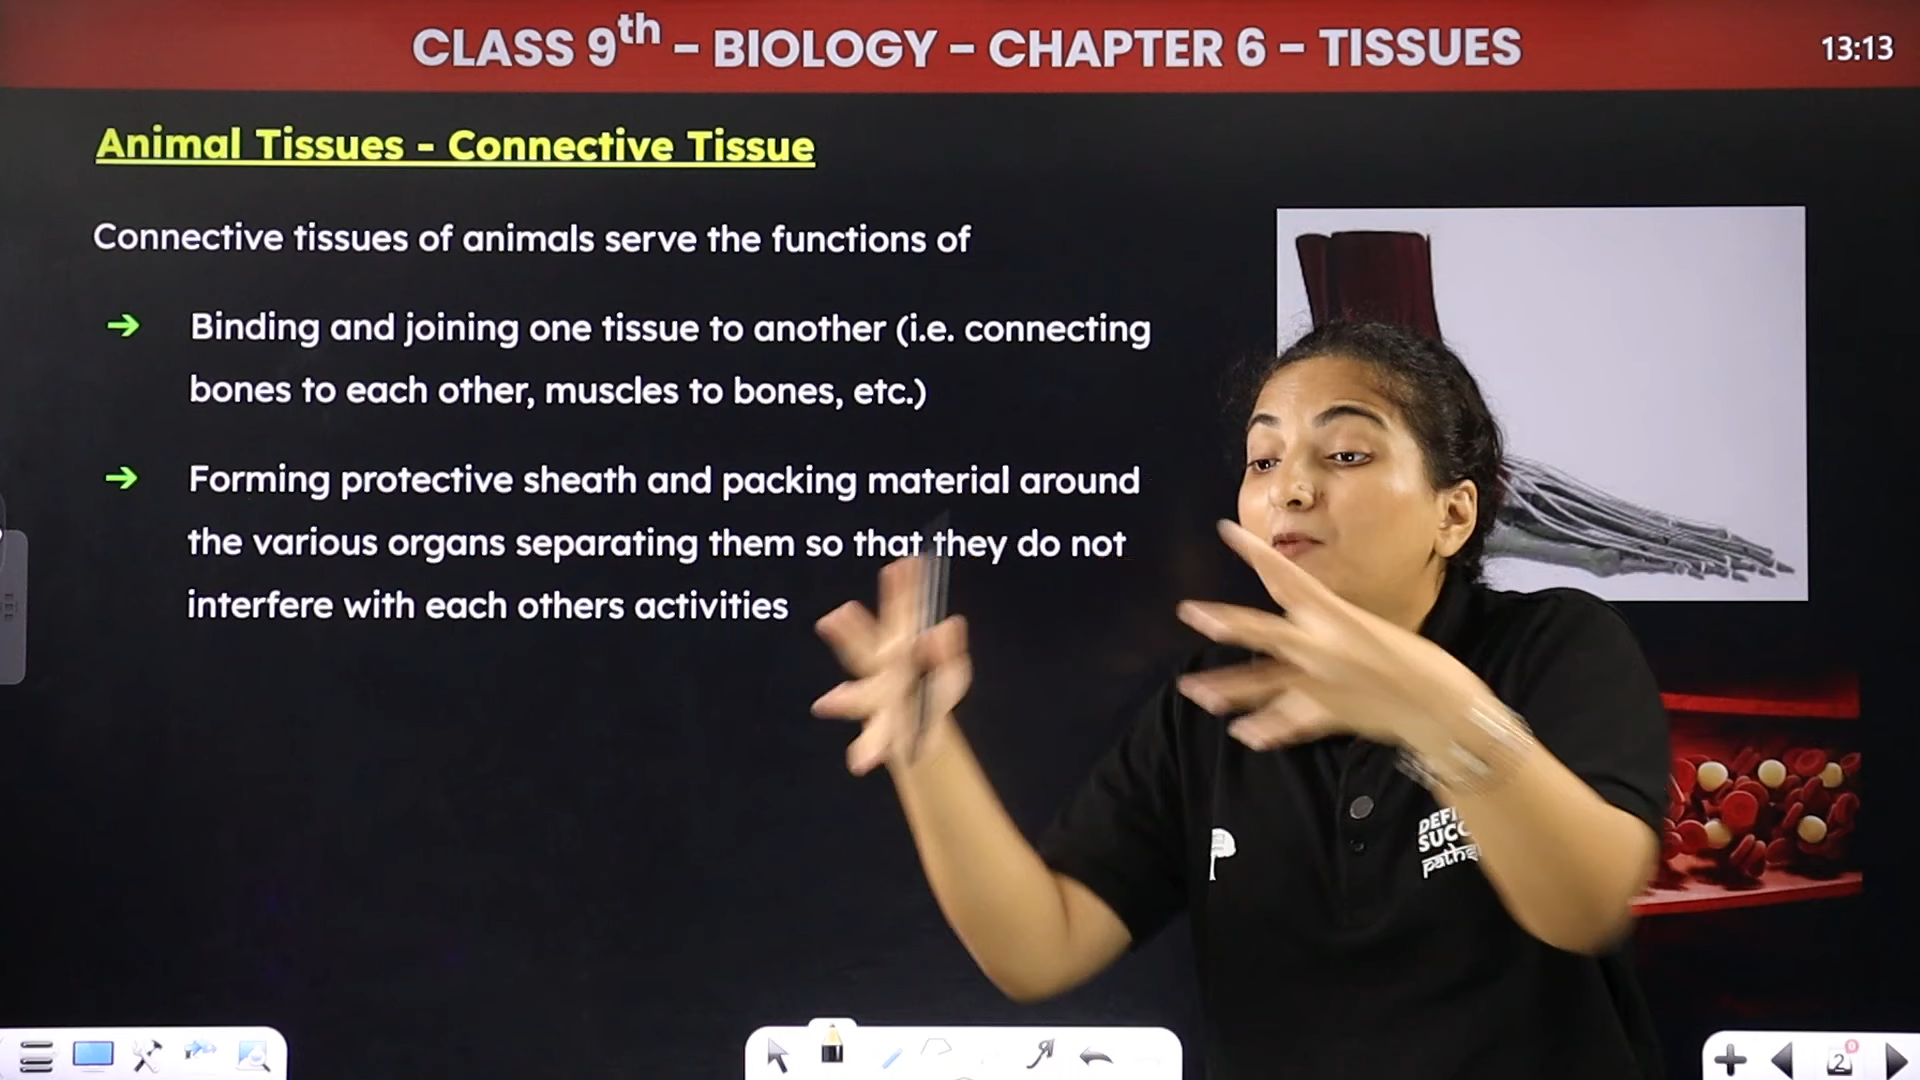 CLASS 9th – BIOLOGY – CHAPTER 6 – TISSUES
13:13
Animal Tissues - Connective Tissue
Connective tissues of animals serve the functions of
➔ Binding and joining one tissue to another (i.e. connecting
bones to each other, muscles to bones, etc.)
➔ Forming protective sheath and packing material around
the various organs separating them so that they do not
interfere with each others activities
2
0